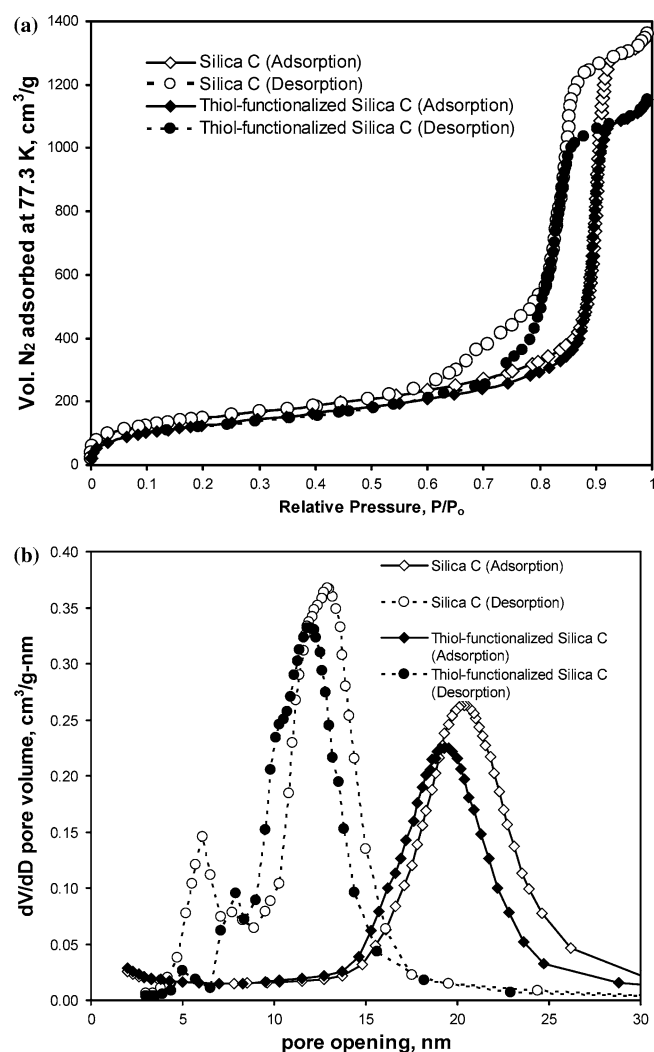 (a)
1400
1200
1000
800
600
400
200
0
Vol. N₂ adsorbed at 77.3 K, cm³/g
Silica C (Adsorption)
Silica C (Desorption)
Thiol-functionalized Silica C (Adsorption)
Thiol-functionalized Silica C (Desorption)
0 0.1 0.2 0.3 0.4 0.5 0.6 0.7 0.8 0.9 1
Relative Pressure, P/Pₒ
(b)
0.40
0.35
0.30
0.25
0.20
0.15
0.10
0.05
0.00
dV/dD pore volume, cm³/g-nm
Silica C (Adsorption)
Silica C (Desorption)
Thiol-functionalized Silica C
(Adsorption)
Thiol-functionalized Silica C
(Desorption)
0 5 10 15 20 25 30
pore opening, nm